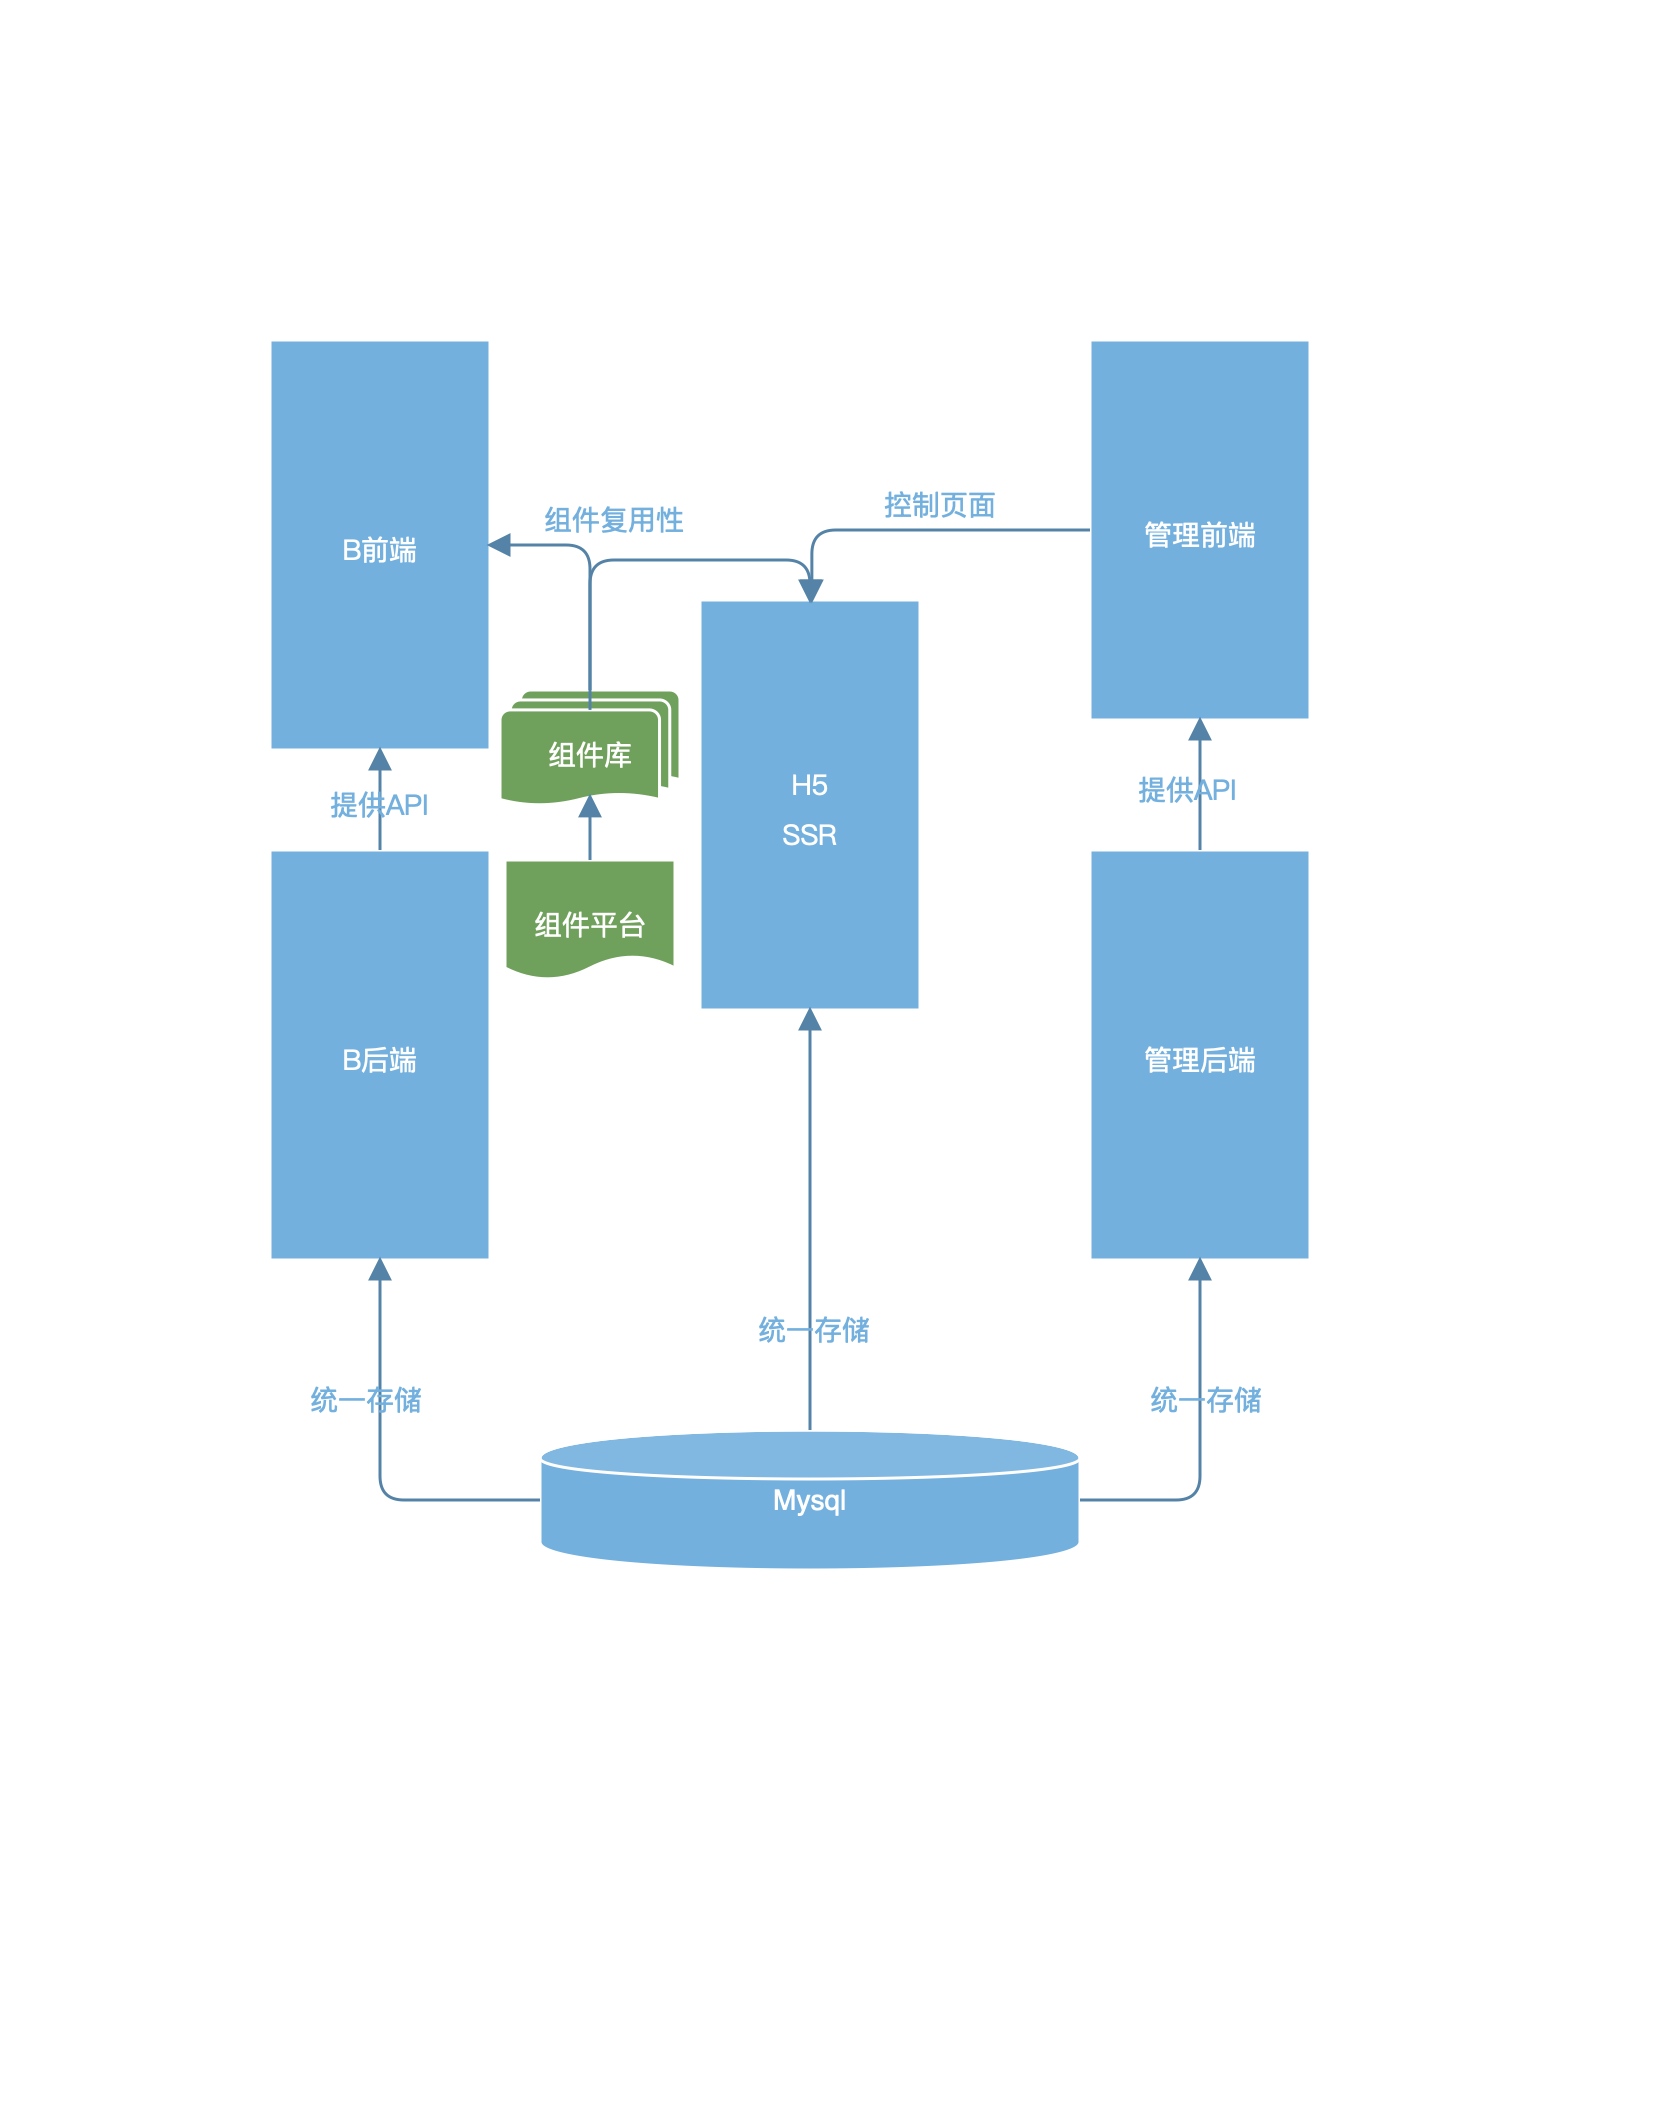 控制页面
组件复用性
管理前端
B前端
组件库
H5
SSR
提供API
提供API
组件平台
B后端
管理后端
统一存储
统一存储
统一存储
Mysql